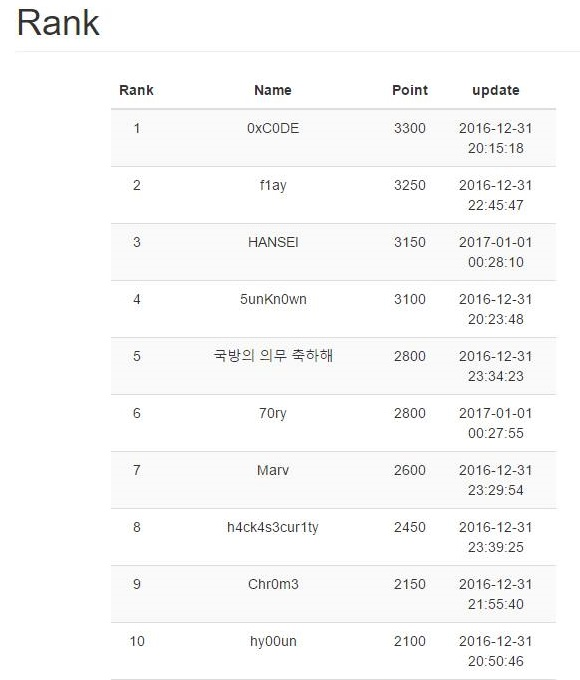 Rank
Rank Name Point update
1 0xC0DE 3300 2016-12-31
20:15:18
2 f1ay 3250 2016-12-31
22:45:47
3 HANSEI 3150 2017-01-01
00:28:10
4 5unKn0wn 3100 2016-12-31
20:23:48
5 국방의 의무 축하해 2800 2016-12-31
23:34:23
6 70ry 2800 2017-01-01
00:27:55
7 Marv 2600 2016-12-31
23:29:54
8 h4ck4s3cur1ty 2450 2016-12-31
23:39:25
9 Chr0m3 2150 2016-12-31
21:55:40
10 hy00un 2100 2016-12-31
20:50:46